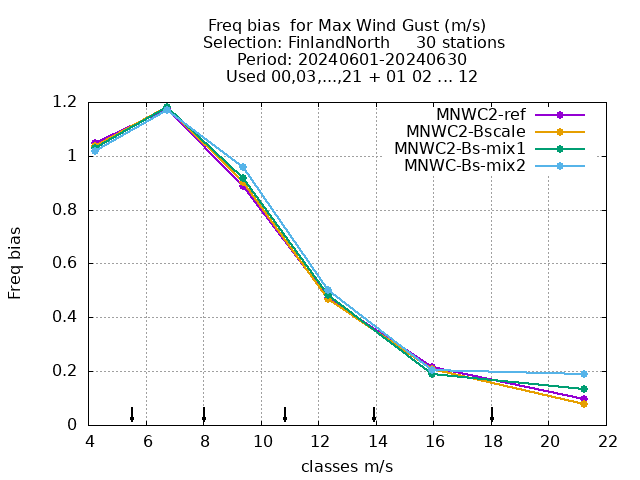 Freq bias  for Max Wind Gust (m/s)
Selection: FinlandNorth     30 stations
Period: 20240601-20240630
Used 00,03,...,21 + 01 02 ... 12
MNWC2-ref
MNWC2-Bscale
MNWC2-Bs-mix1
MNWC-Bs-mix2
1.2
1
0.8
0.6
0.4
0.2
0
Freq bias
4 6 8 10 12 14 16 18 20 22
classes m/s